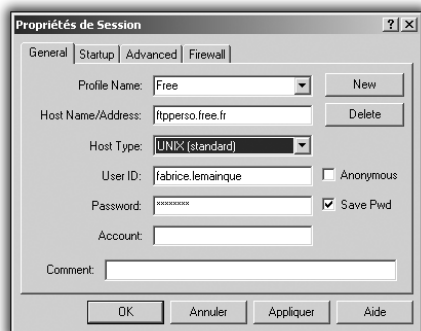 Propriétés de Session
General Startup Advanced Firewall
Profile Name: Free New
Host Name/Address: ftpperso.free.fr Delete
Host Type: UNIX (standard)
User ID: fabrice.lemainque Anonymous
Password: ******** Save Pwd
Account:
Comment:
OK Annuler Appliquer Aide